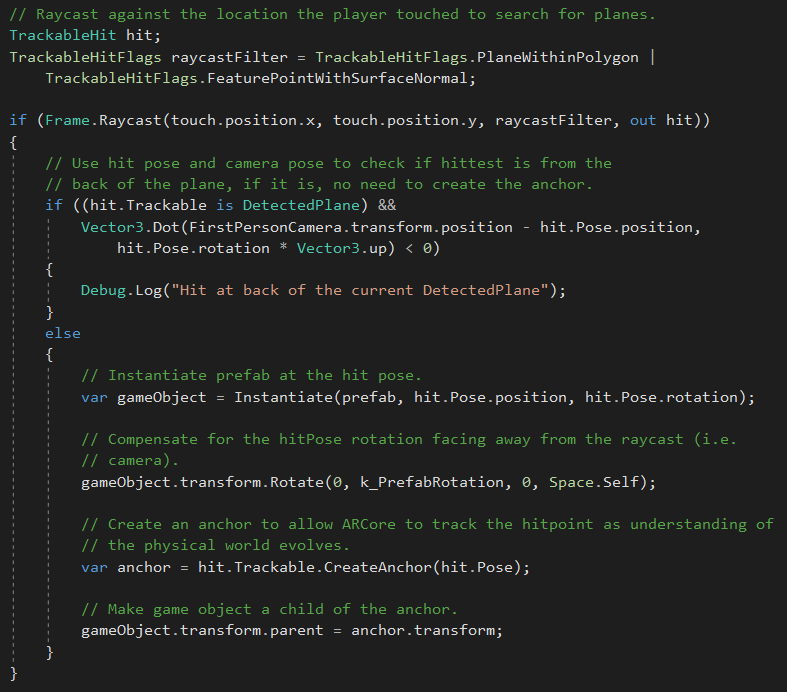 // Raycast against the location the player touched to search for planes.
TrackableHit hit;
TrackableHitFlags raycastFilter = TrackableHitFlags.PlaneWithinPolygon |
    TrackableHitFlags.FeaturePointWithSurfaceNormal;

if (Frame.Raycast(touch.position.x, touch.position.y, raycastFilter, out hit))
{
    // Use hit pose and camera pose to check if hittest is from the
    // back of the plane, if it is, no need to create the anchor.
    if ((hit.Trackable is DetectedPlane) &&
        Vector3.Dot(FirstPersonCamera.transform.position - hit.Pose.position,
            hit.Pose.rotation * Vector3.up) < 0)
    {
        Debug.Log("Hit at back of the current DetectedPlane");
    }
    else
    {
        // Instantiate prefab at the hit pose.
        var gameObject = Instantiate(prefab, hit.Pose.position, hit.Pose.rotation);

        // Compensate for the hitPose rotation facing away from the raycast (i.e.
        // camera).
        gameObject.transform.Rotate(0, k_PrefabRotation, 0, Space.Self);

        // Create an anchor to allow ARCore to track the hitpoint as understanding of
        // the physical world evolves.
        var anchor = hit.Trackable.CreateAnchor(hit.Pose);

        // Make game object a child of the anchor.
        gameObject.transform.parent = anchor.transform;
    }
}